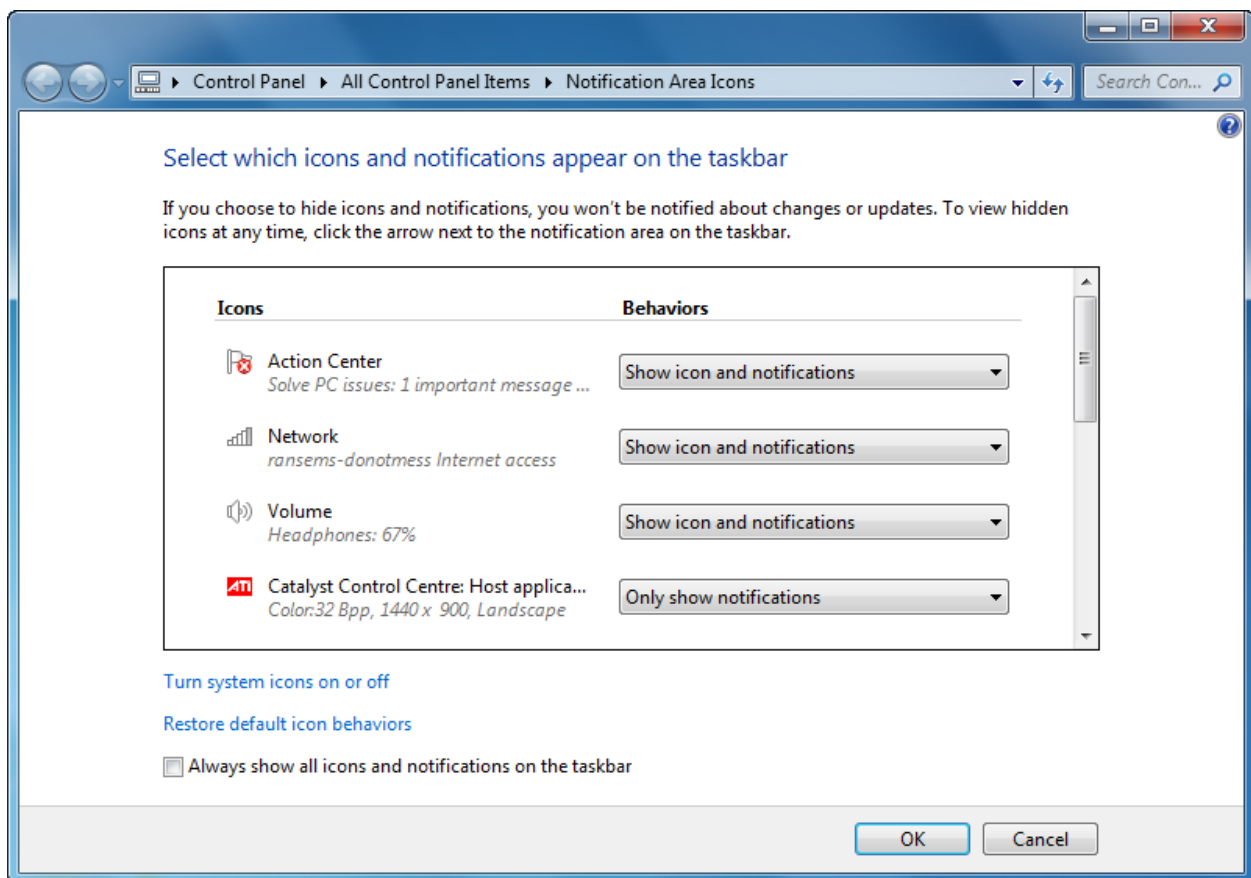 Control Panel ▸ All Control Panel Items ▸ Notification Area Icons
Search Con...
Select which icons and notifications appear on the taskbar
If you choose to hide icons and notifications, you won't be notified about changes or updates. To view hidden
icons at any time, click the arrow next to the notification area on the taskbar.
Icons Behaviors
Action Center
Solve PC issues: 1 important message ...
Show icon and notifications
Network
ransems-donotmess Internet access
Show icon and notifications
Volume
Headphones: 67%
Show icon and notifications
ATI
Catalyst Control Centre: Host applica...
Color:32 Bpp, 1440 x 900, Landscape
Only show notifications
Turn system icons on or off
Restore default icon behaviors
Always show all icons and notifications on the taskbar
OK Cancel